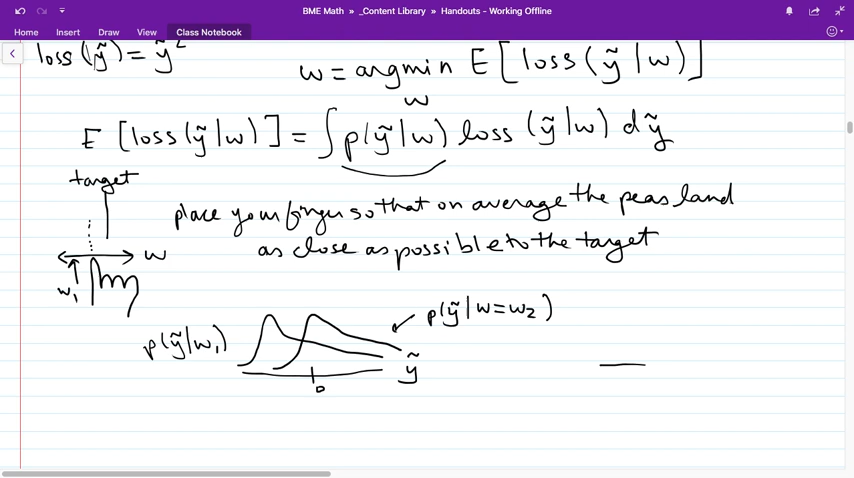 BME Math » _Content Library » Handouts - Working Offline
Home Insert Draw View Class Notebook
loss(ỹ) = ỹ²
w = argmin E[loss(ỹ|w)]
w
E[loss(ỹ|w)] = ∫ p(ỹ|w) loss(ỹ|w) dỹ
target
place your finger so that on average the peas land
as close as possible to the target
w
w₁
p(ỹ|w=w₂)
p(ỹ|w₁)
ỹ
0